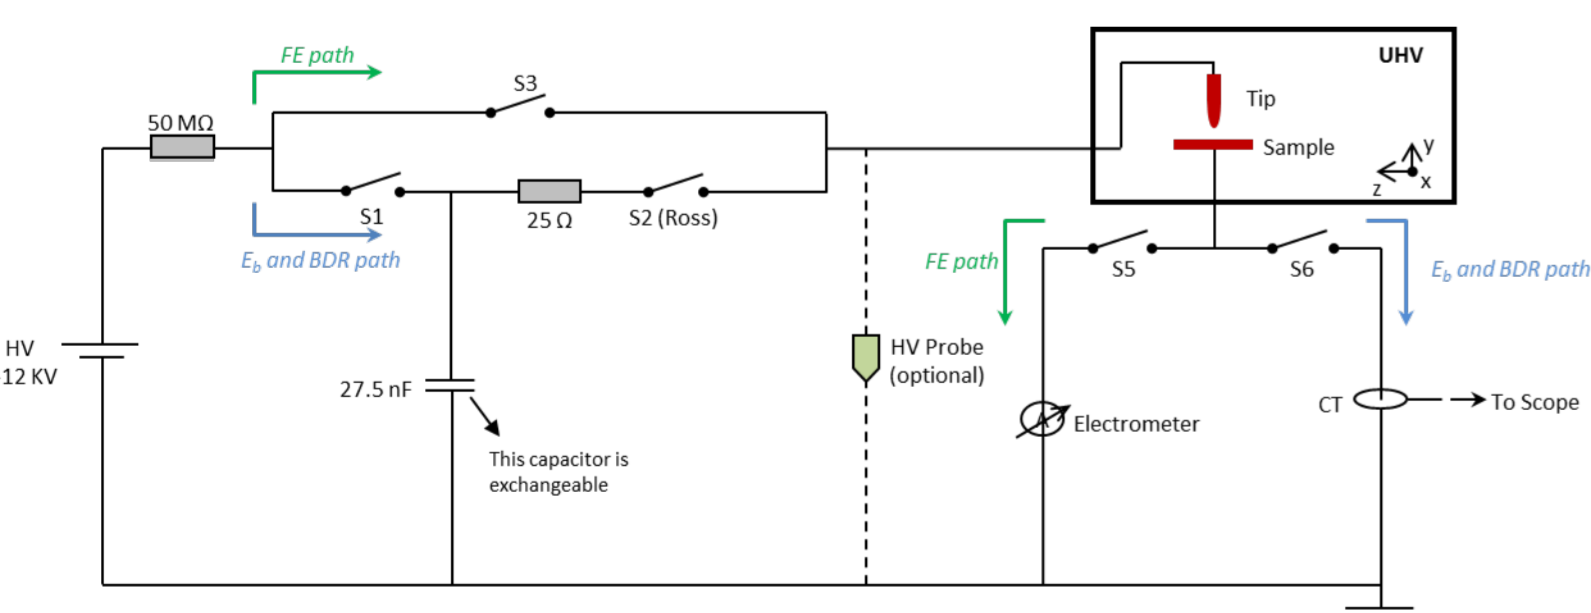 FE path
S3
UHV
50 MΩ
Tip
Sample
y
z
x
S1
25 Ω
S2 (Ross)
E_b and BDR path
FE path
S5
S6
E_b and BDR path
HV
-12 KV
HV Probe
(optional)
27.5 nF
CT
To Scope
A
Electrometer
This capacitor is
exchangeable